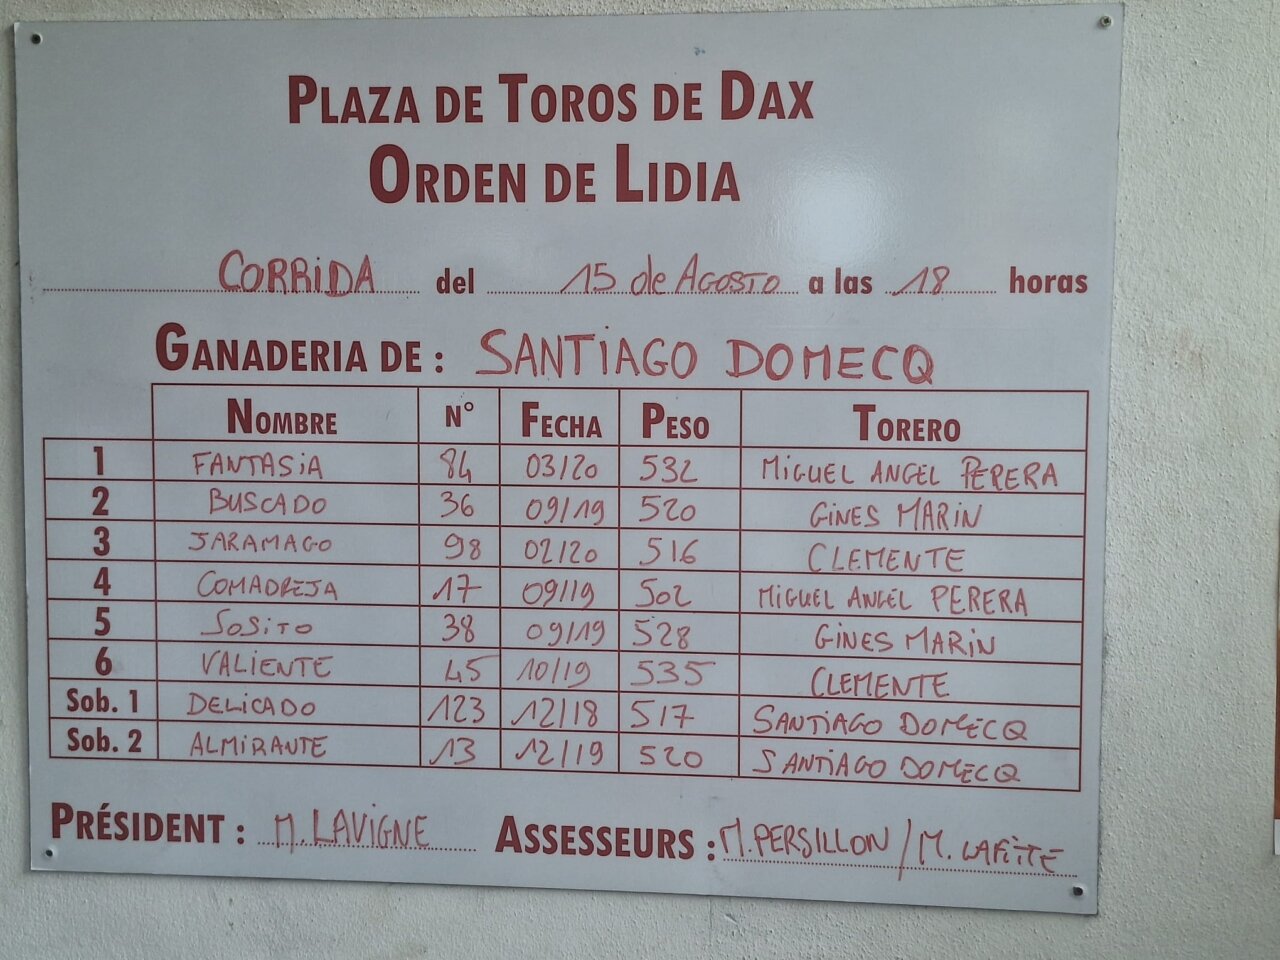 PLAZA DE TOROS DE DAX
ORDEN DE LIDIA
CORRIDA del 15 de AGOSTO a las 18 horas
GANADERIA DE : SANTIAGO DOMECQ
NOMBRE N° FECHA PESO TORERO
1 FANTASIA 84 03/20 532 MIGUEL ANGEL PERERA
2 BUSCADO 36 09/19 520 GINES MARIN
3 JARAMAGO 98 02/20 516 CLEMENTE
4 COMADREJA 17 09/19 502 MIGUEL ANGEL PERERA
5 SOSITO 38 09/19 528 GINES MARIN
6 VALIENTE 45 10/19 535 CLEMENTE
Sob. 1 DELICADO 123 12/18 517 SANTIAGO DOMECQ
Sob. 2 ALMIRANTE 13 12/19 520 SANTIAGO DOMECQ
PRÉSIDENT : M. LAVIGNE ASSESSEURS : M. PERSILLON / M. LAFITTE